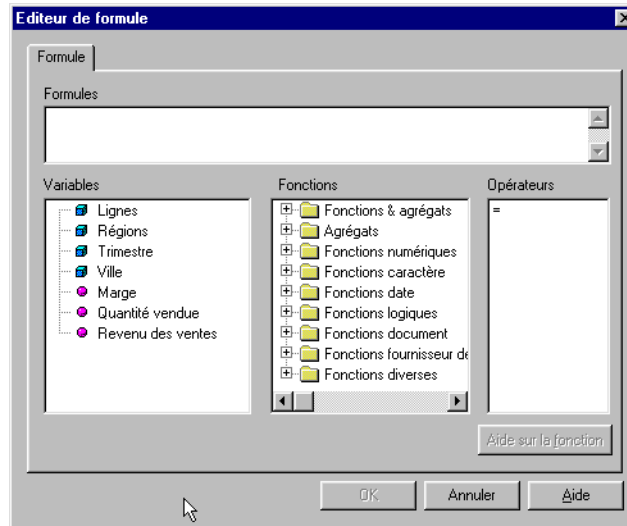 Editeur de formule
Formule
Formules
Variables
Lignes
Régions
Trimestre
Ville
Marge
Quantité vendue
Revenu des ventes
Fonctions
Fonctions & agrégats
Agrégats
Fonctions numériques
Fonctions caractère
Fonctions date
Fonctions logiques
Fonctions document
Fonctions fournisseur de
Fonctions diverses
Opérateurs
=
Aide sur la fonction
OK
Annuler
Aide